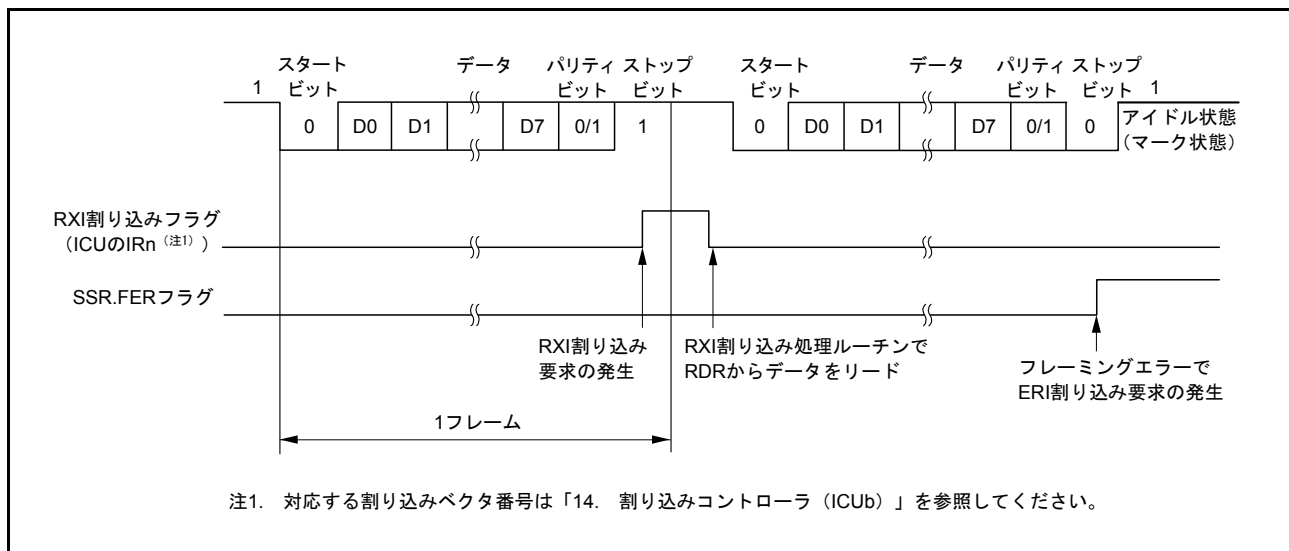 スタート データ パリティ ストップ スタート データ パリティ ストップ
1 ビット ビット ビット ビット ビット ビット 1
0 D0 D1 D7 0/1 1 0 D0 D1 D7 0/1 0 アイドル状態
(マーク状態)
RXI割り込みフラグ
(ICUのIRn(注1))
SSR.FERフラグ
RXI割り込み
要求の発生
RXI割り込み処理ルーチンで
RDRからデータをリード
フレーミングエラーで
ERI割り込み要求の発生
1フレーム
注1. 対応する割り込みベクタ番号は「14. 割り込みコントローラ(ICUb)」を参照してください。